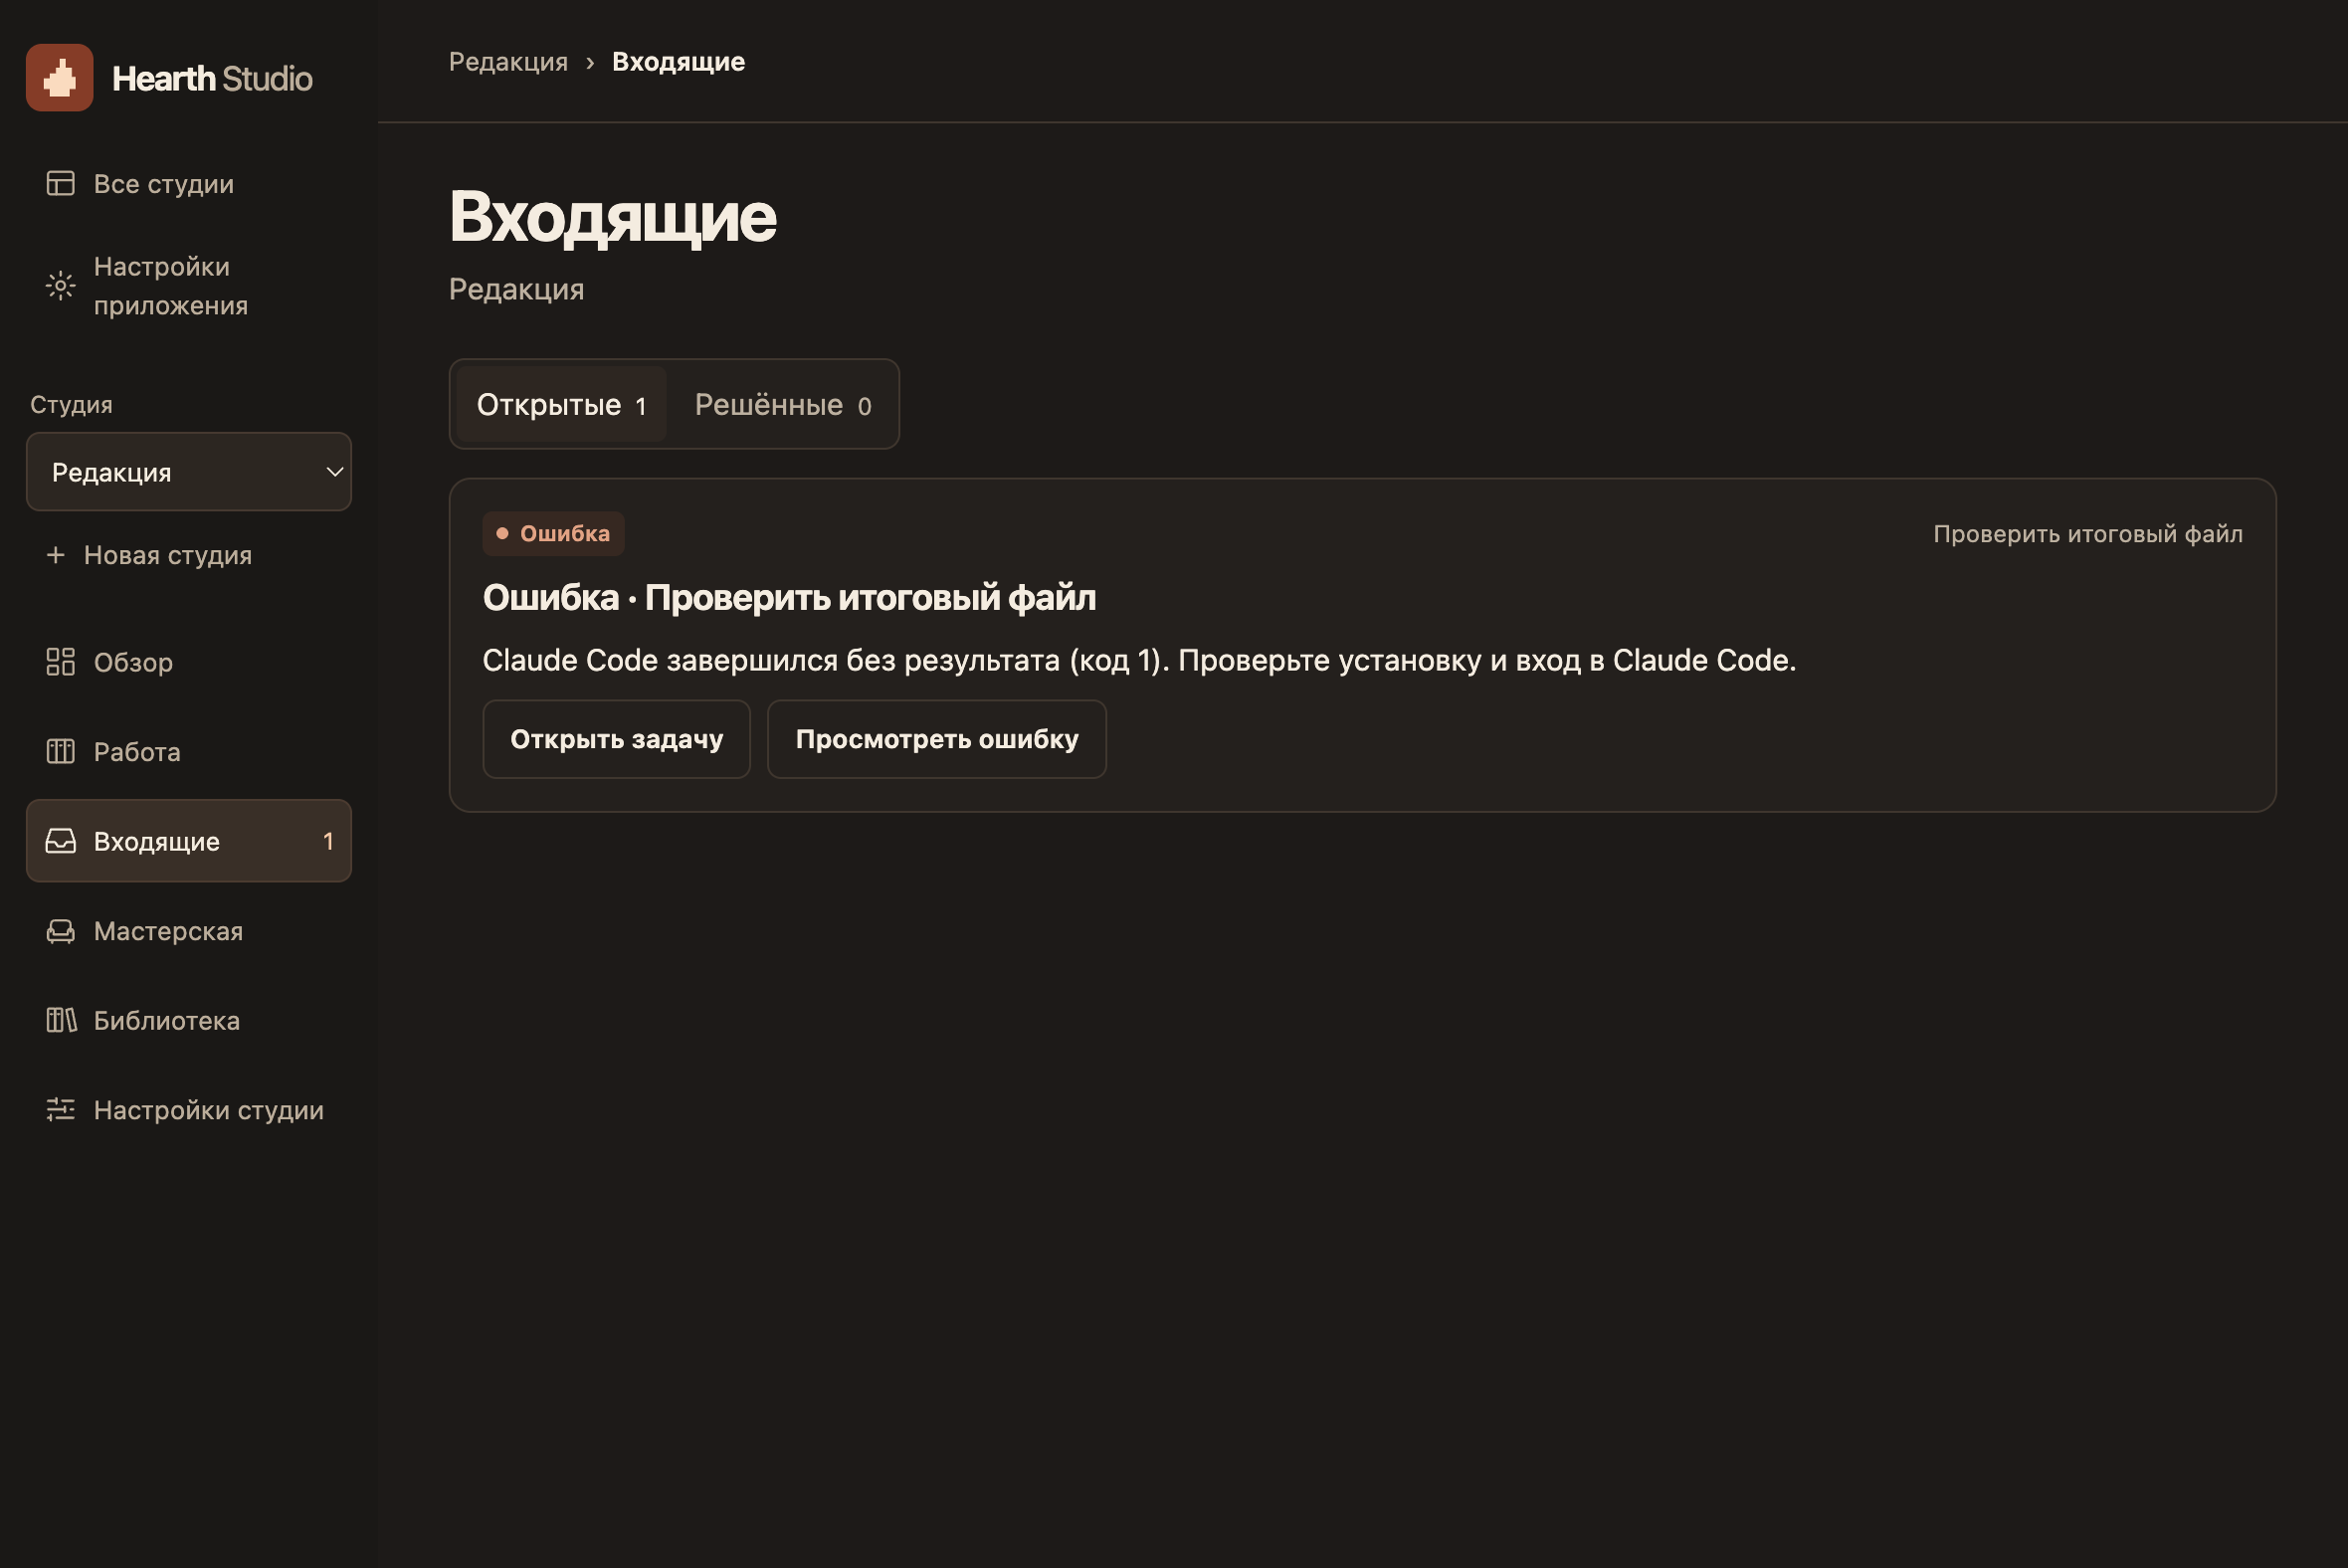 Hearth Studio
Все студии
Настройки
приложения
Студия
Редакция
+ Новая студия
Обзор
Работа
Входящие 1
Мастерская
Библиотека
Настройки студии
Редакция › Входящие
Входящие
Редакция
Открытые 1 Решённые 0
Ошибка Проверить итоговый файл
Ошибка · Проверить итоговый файл
Claude Code завершился без результата (код 1). Проверьте установку и вход в Claude Code.
Открыть задачу Просмотреть ошибку